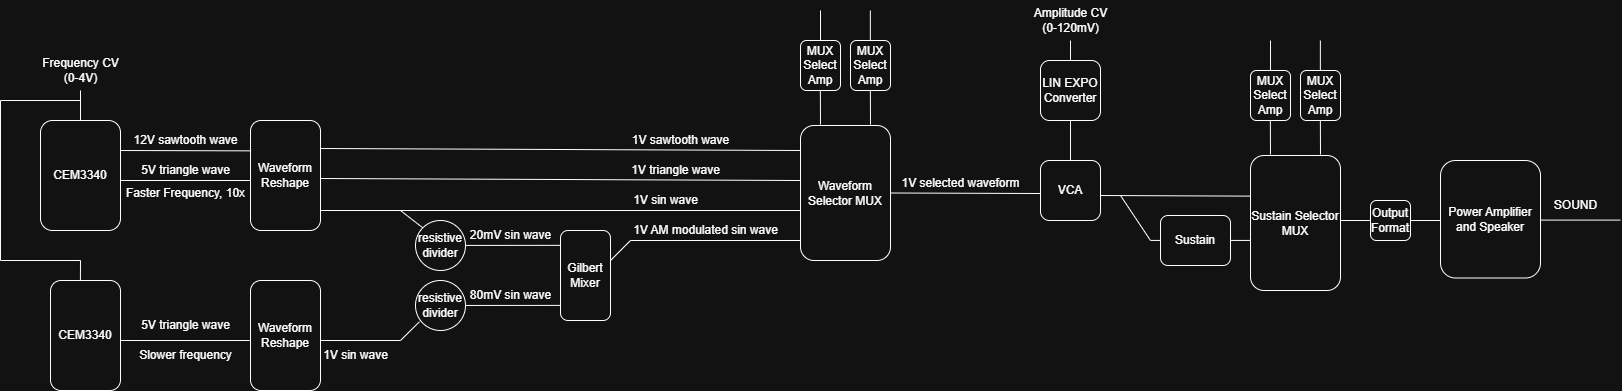 Amplitude CV
(0-120mV)
Frequency CV
(0-4V)
MUX
Select
Amp
MUX
Select
Amp
LIN EXPO
Converter
MUX
Select
Amp
MUX
Select
Amp
CEM3340
12V sawtooth wave
5V triangle wave
Faster Frequency, 10x
Waveform
Reshape
1V sawtooth wave
1V triangle wave
1V sin wave
1V AM modulated sin wave
resistive
divider
20mV sin wave
Gilbert
Mixer
Waveform
Selector MUX
1V selected waveform
VCA
Sustain
Sustain Selector
MUX
Output
Format
Power Amplifier
and Speaker
SOUND
CEM3340
5V triangle wave
Slower frequency
Waveform
Reshape
1V sin wave
resistive
divider
80mV sin wave